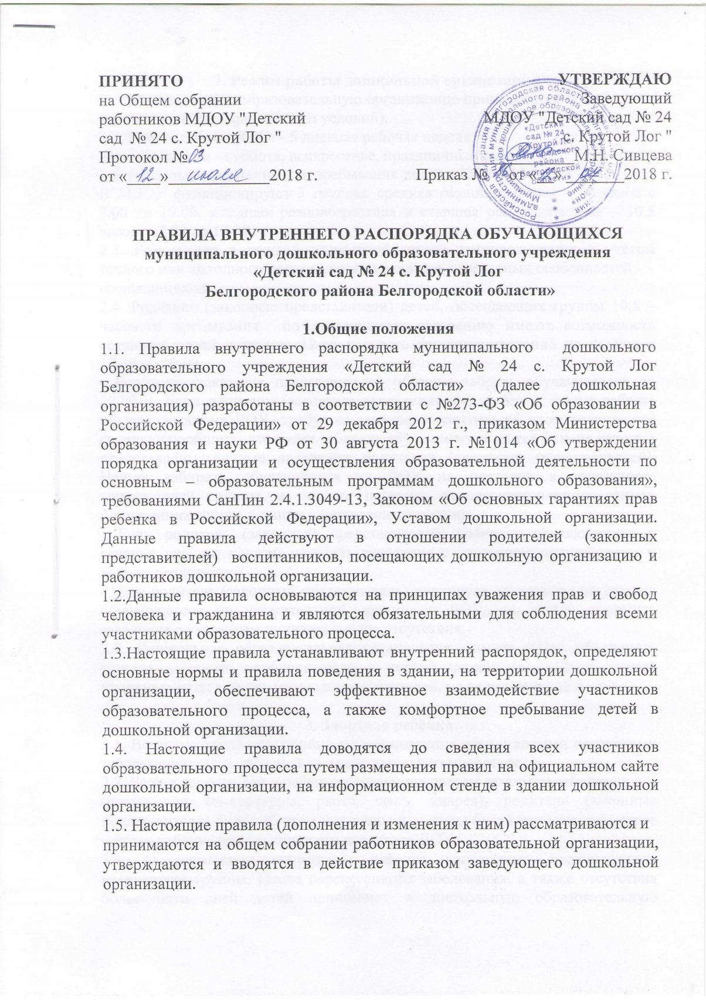 ПРИНЯТО
на Общем собрании
работников МДОУ "Детский
сад № 24 с. Крутой Лог "
Протокол № 03
от «12» июля 2018 г.
УТВЕРЖДАЮ
Заведующий
МДОУ "Детский сад № 24
с. Крутой Лог "
М.Н. Сивцева
Приказ № от « » 2018 г.
«Детский
сад № 24
с. Крутой Лог
Белгородского
района
Белгородской
области»
ПРАВИЛА ВНУТРЕННЕГО РАСПОРЯДКА ОБУЧАЮЩИХСЯ
муниципального дошкольного образовательного учреждения
«Детский сад № 24 с. Крутой Лог
Белгородского района Белгородской области»
1.Общие положения
1.1. Правила внутреннего распорядка муниципального дошкольного
образовательного учреждения «Детский сад № 24 с. Крутой Лог
Белгородского района Белгородской области» (далее дошкольная
организация) разработаны в соответствии с №273-ФЗ «Об образовании в
Российской Федерации» от 29 декабря 2012 г., приказом Министерства
образования и науки РФ от 30 августа 2013 г. №1014 «Об утверждении
порядка организации и осуществления образовательной деятельности по
основным – образовательным программам дошкольного образования»,
требованиями СанПин 2.4.1.3049-13, Законом «Об основных гарантиях прав
ребенка в Российской Федерации», Уставом дошкольной организации.
Данные правила действуют в отношении родителей (законных
представителей) воспитанников, посещающих дошкольную организацию и
работников дошкольной организации.
1.2.Данные правила основываются на принципах уважения прав и свобод
человека и гражданина и являются обязательными для соблюдения всеми
участниками образовательного процесса.
1.3.Настоящие правила устанавливают внутренний распорядок, определяют
основные нормы и правила поведения в здании, на территории дошкольной
организации, обеспечивают эффективное взаимодействие участников
образовательного процесса, а также комфортное пребывание детей в
дошкольной организации.
1.4. Настоящие правила доводятся до сведения всех участников
образовательного процесса путем размещения правил на официальном сайте
дошкольной организации, на информационном стенде в здании дошкольной
организации.
1.5. Настоящие правила (дополнения и изменения к ним) рассматриваются и
принимаются на общем собрании работников образовательной организации,
утверждаются и вводятся в действие приказом заведующего дошкольной
организации.